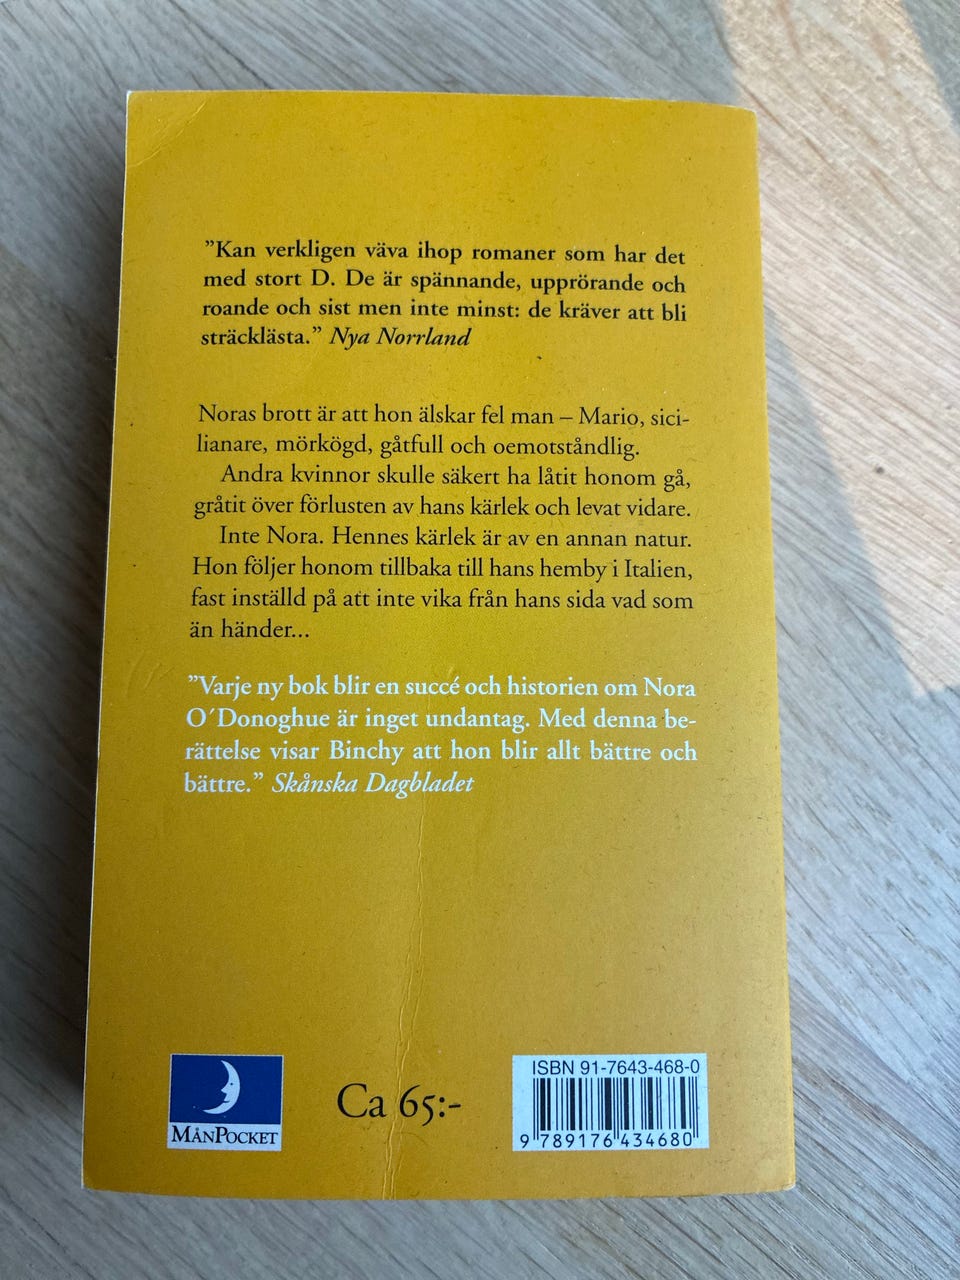 ”Kan verkligen väva ihop romaner som har det
med stort D. De är spännande, upprörande och
roande och sist men inte minst: de kräver att bli
sträcklästa.” Nya Norrland
Noras brott är att hon älskar fel man – Mario, sici-
lianare, mörkögd, gåtfull och oemotståndlig.
Andra kvinnor skulle säkert ha låtit honom gå,
gråtit över förlusten av hans kärlek och levat vidare.
Inte Nora. Hennes kärlek är av en annan natur.
Hon följer honom tillbaka till hans hemby i Italien,
fast inställd på att inte vika från hans sida vad som
än händer...
”Varje ny bok blir en succé och historien om Nora
O´Donoghue är inget undantag. Med denna be-
rättelse visar Binchy att hon blir allt bättre och
bättre.” Skånska Dagbladet
MÅNPOCKET
Ca 65:-
ISBN 91-7643-468-0
9 789176 434680